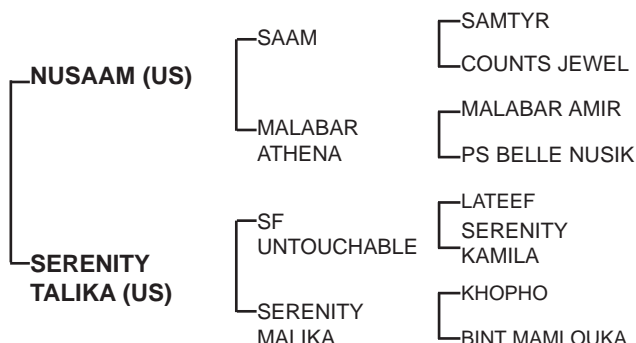 SAMTYR
SAAM
COUNTS JEWEL
NUSAAM (US)
MALABAR AMIR
MALABAR
ATHENA
PS BELLE NUSIK
LATEEF
SF
UNTOUCHABLE
SERENITY
KAMILA
SERENITY
TALIKA (US)
KHOPHO
SERENITY
MALIKA
BINT MAMLOUKA